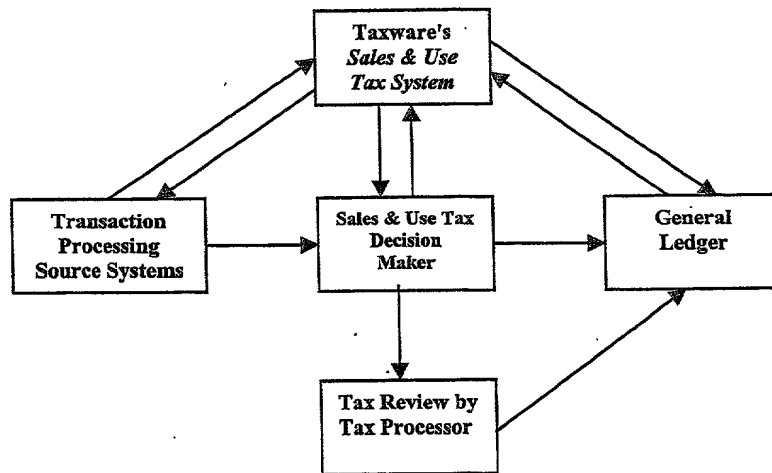 Taxware's
Sales & Use
Tax System
Transaction
Processing
Source Systems
Sales & Use Tax
Decision
Maker
General
Ledger
Tax Review by
Tax Processor